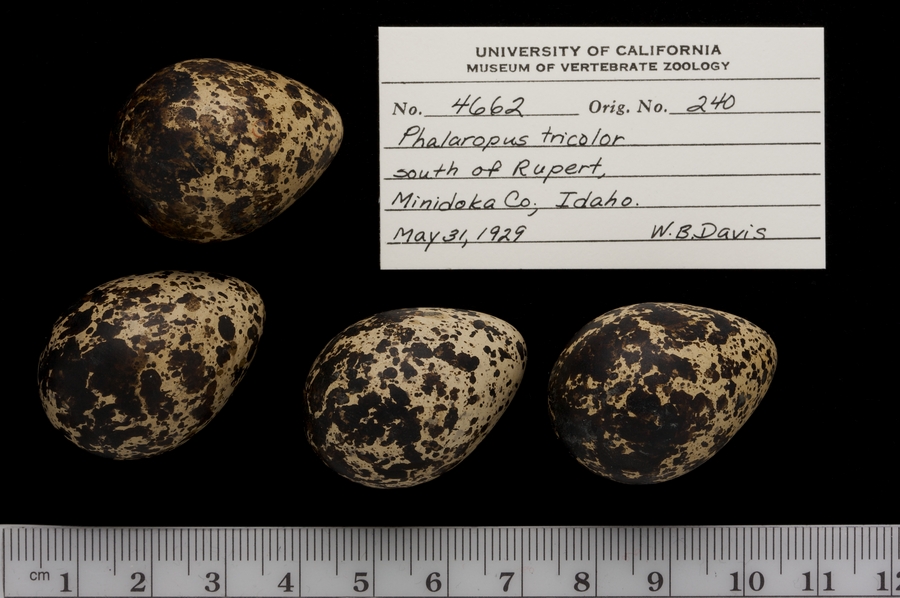 UNIVERSITY OF CALIFORNIA
MUSEUM OF VERTEBRATE ZOOLOGY
No. 4662 Orig. No. 240
Phalaropus tricolor
south of Rupert,
Minidoka Co., Idaho.
May 31, 1929 W.B.Davis
cm 1 2 3 4 5 6 7 8 9 10 11 12